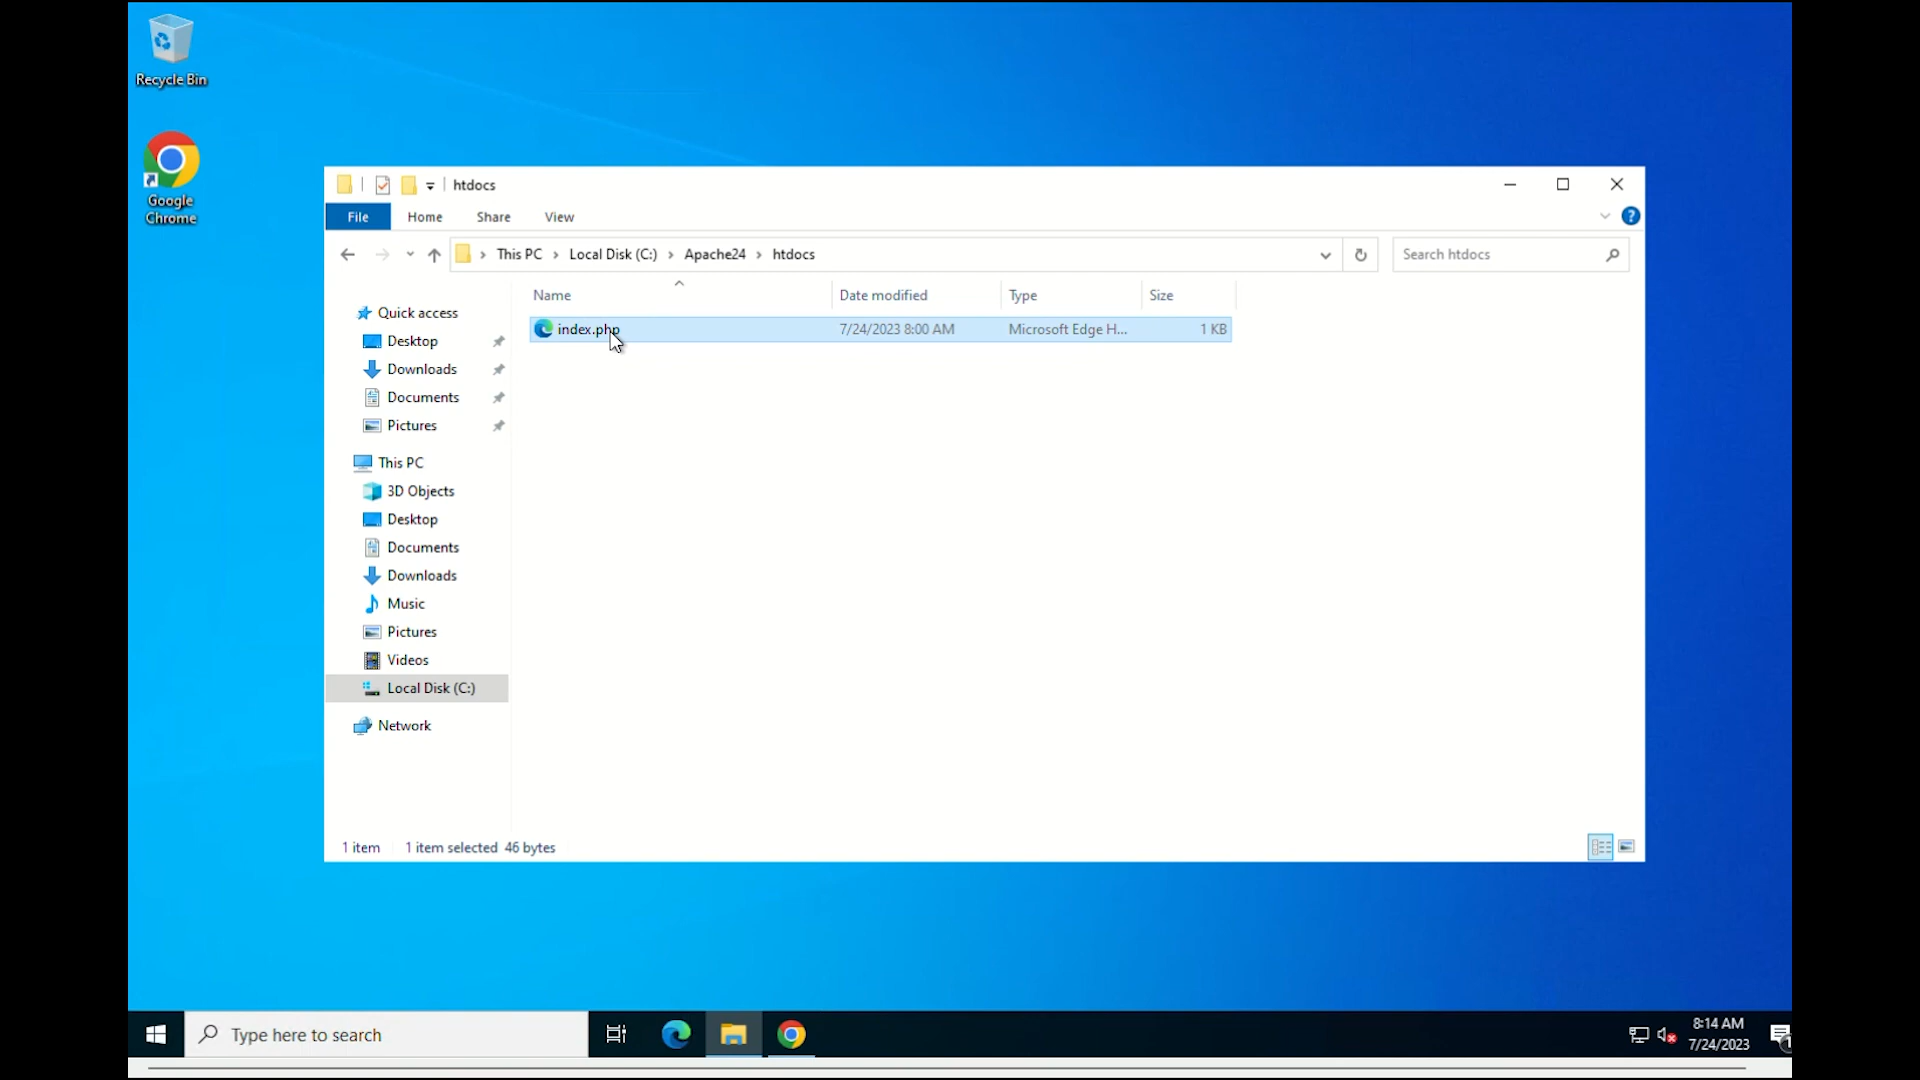 Recycle Bin
Google
Chrome
htdocs
File Home Share View
This PC Local Disk (C:) Apache24 htdocs
Search htdocs
Name Date modified Type Size
index.php 7/24/2023 8:00 AM Microsoft Edge H... 1 KB
Quick access
Desktop
Downloads
Documents
Pictures
This PC
3D Objects
Desktop
Documents
Downloads
Music
Pictures
Videos
Local Disk (C:)
Network
1 item 1 item selected 46 bytes
Type here to search
8:14 AM
7/24/2023
1